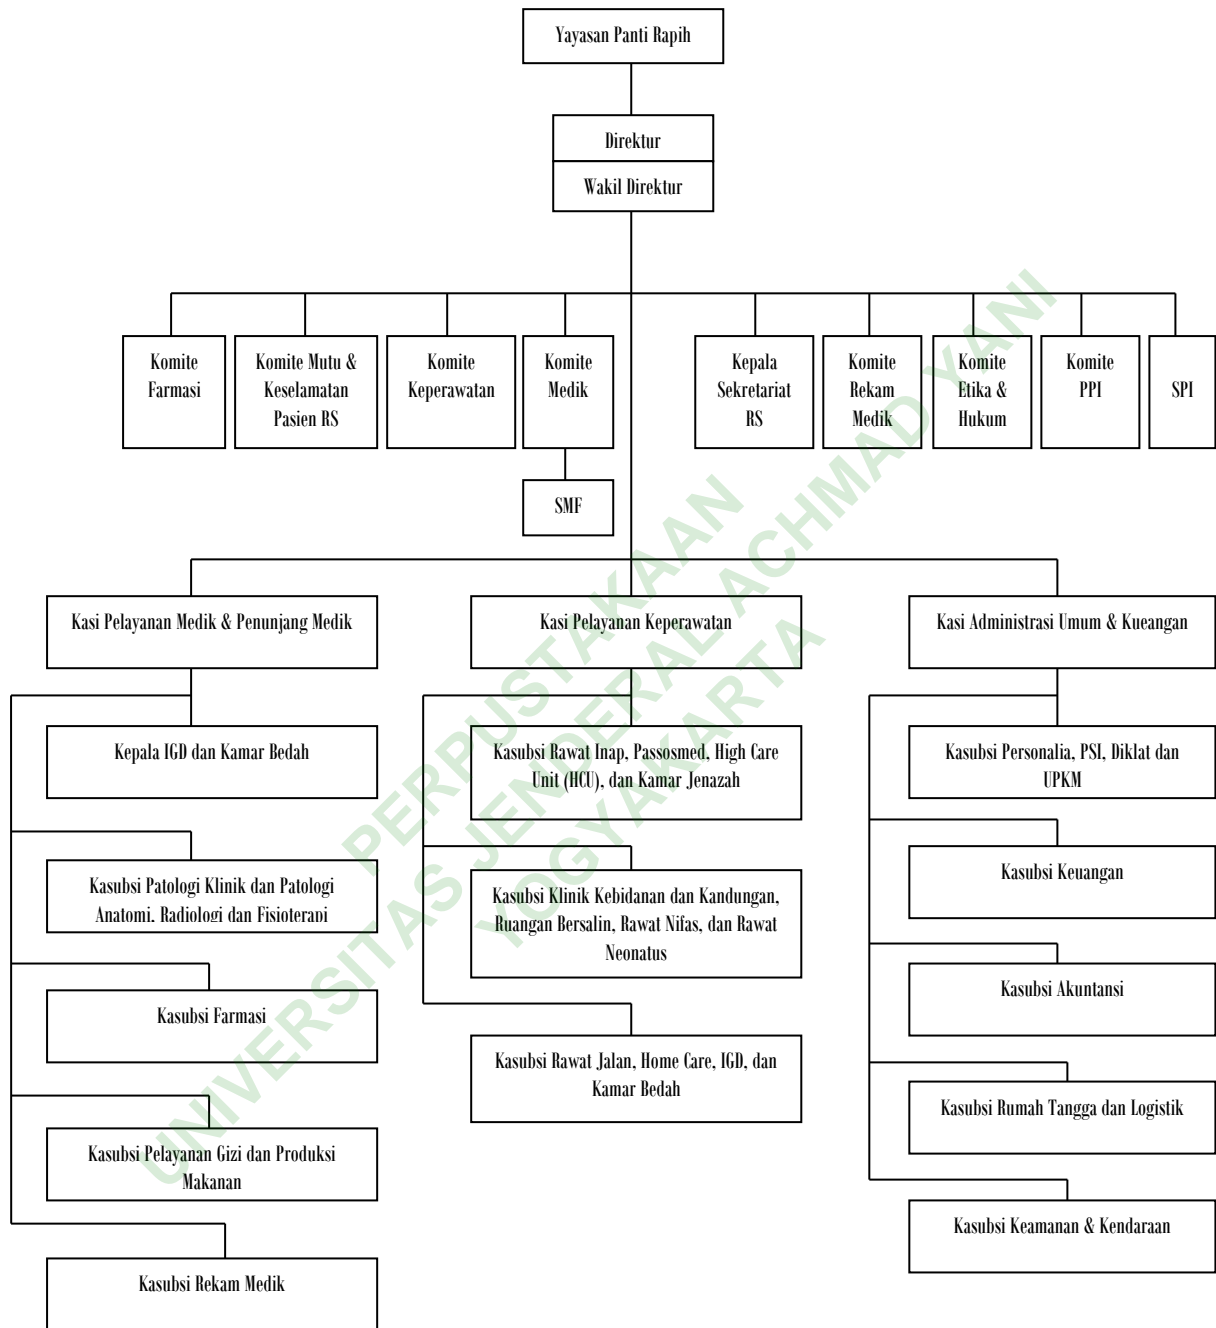 Yayasan Panti Rapih
Direktur
Wakil Direktur
Komite
Farmasi
Komite Mutu &
Keselamatan
Pasien RS
Komite
Keperawatan
Komite
Medik
Kepala
Sekretariat
RS
Komite
Rekam
Medik
Komite
Etika &
Hukum
Komite
PPI
SPI
SMF
Kasi Pelayanan Medik & Penunjang Medik
Kasi Pelayanan Keperawatan
Kasi Administrasi Umum & Kueangan
Kepala IGD dan Kamar Bedah
Kasubsi Patologi Klinik dan Patologi
Anatomi. Radiologi dan Fisioterapi
Kasubsi Farmasi
Kasubsi Pelayanan Gizi dan Produksi
Makanan
Kasubsi Rekam Medik
Kasubsi Rawat Inap, Passosmed, High Care
Unit (HCU), dan Kamar Jenazah
Kasubsi Klinik Kebidanan dan Kandungan,
Ruangan Bersalin, Rawat Nifas, dan Rawat
Neonatus
Kasubsi Rawat Jalan, Home Care, IGD, dan
Kamar Bedah
Kasubsi Personalia, PSI, Diklat dan
UPKM
Kasubsi Keuangan
Kasubsi Akuntansi
Kasubsi Rumah Tangga dan Logistik
Kasubsi Keamanan & Kendaraan
PERPUSTAKAAN
UNIVERSITAS JENDERAL ACHMAD YANI
YOGYAKARTA